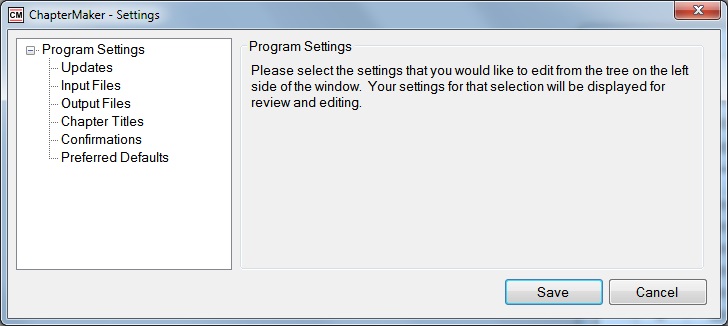 CM ChapterMaker - Settings
Program Settings
Updates
Input Files
Output Files
Chapter Titles
Confirmations
Preferred Defaults
Program Settings
Please select the settings that you would like to edit from the tree on the left
side of the window.  Your settings for that selection will be displayed for
review and editing.
Save
Cancel